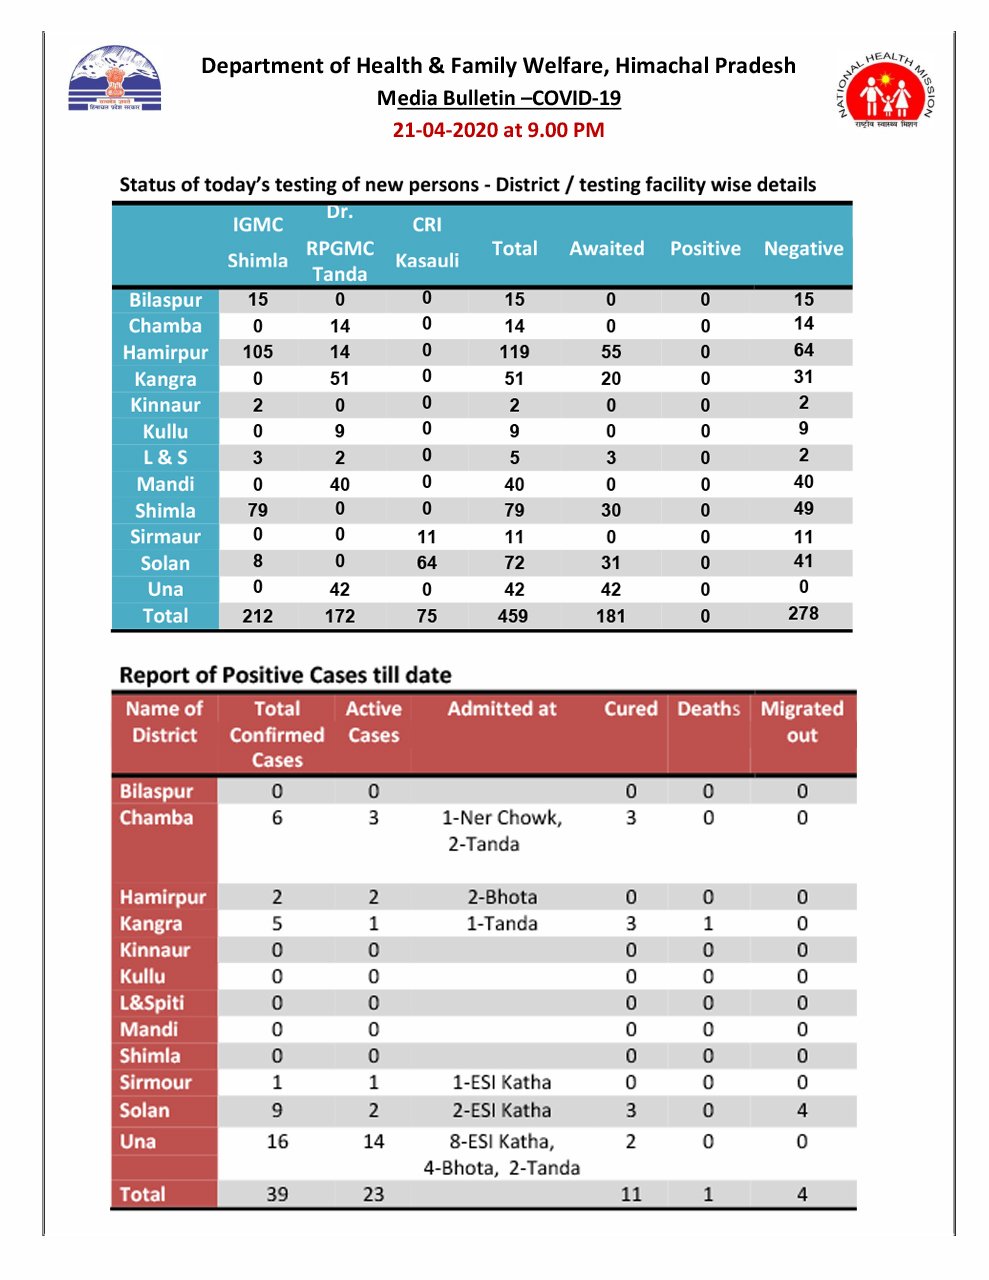 Department of Health & Family Welfare, Himachal Pradesh
Media Bulletin –COVID-19
21-04-2020 at 9.00 PM
NATIONAL HEALTH MISSION
राष्ट्रीय स्वास्थ्य मिशन
सत्यमेव जयते
हिमाचल प्रदेश सरकार
Status of today's testing of new persons - District / testing facility wise details
IGMC Shimla Dr. RPGMC Tanda CRI Kasauli Total Awaited Positive Negative
Bilaspur 15 0 0 15 0 0 15
Chamba 0 14 0 14 0 0 14
Hamirpur 105 14 0 119 55 0 64
Kangra 0 51 0 51 20 0 31
Kinnaur 2 0 0 2 0 0 2
Kullu 0 9 0 9 0 0 9
L & S 3 2 0 5 3 0 2
Mandi 0 40 0 40 0 0 40
Shimla 79 0 0 79 30 0 49
Sirmaur 0 0 11 11 0 0 11
Solan 8 0 64 72 31 0 41
Una 0 42 0 42 42 0 0
Total 212 172 75 459 181 0 278
Report of Positive Cases till date
Name of District Total Confirmed Cases Active Cases Admitted at Cured Deaths Migrated out
Bilaspur 0 0 0 0 0
Chamba 6 3 1-Ner Chowk, 2-Tanda 3 0 0
Hamirpur 2 2 2-Bhota 0 0 0
Kangra 5 1 1-Tanda 3 1 0
Kinnaur 0 0 0 0 0
Kullu 0 0 0 0 0
L&Spiti 0 0 0 0 0
Mandi 0 0 0 0 0
Shimla 0 0 0 0 0
Sirmour 1 1 1-ESI Katha 0 0 0
Solan 9 2 2-ESI Katha 3 0 4
Una 16 14 8-ESI Katha, 4-Bhota, 2-Tanda 2 0 0
Total 39 23 11 1 4